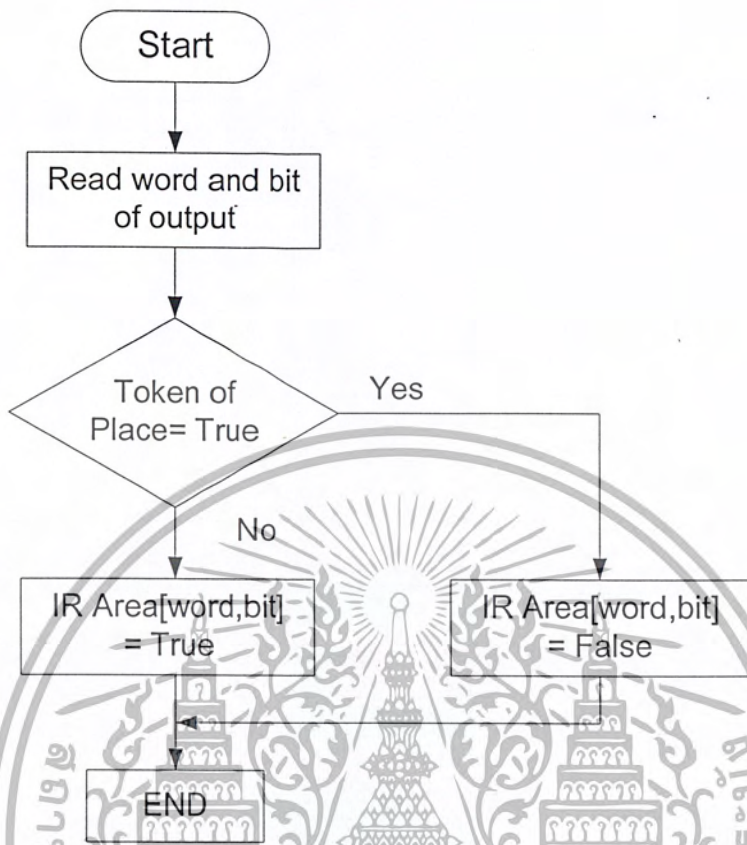 Start
Read word and bit
of output
Token of
Place= True
Yes
No
IR Area[word,bit]
= True
IR Area[word,bit]
= False
END